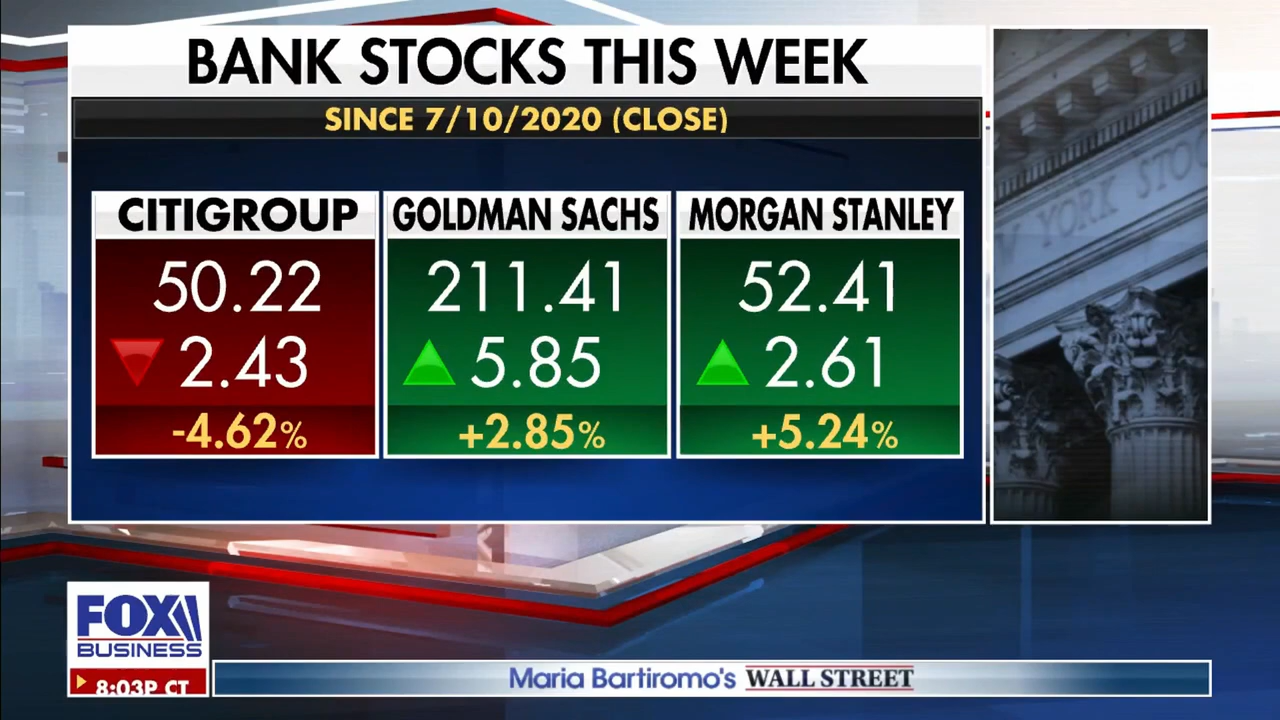 BANK STOCKS THIS WEEK
SINCE 7/10/2020 (CLOSE)
CITIGROUP
50.22
2.43
-4.62%
GOLDMAN SACHS
211.41
5.85
+2.85%
MORGAN STANLEY
52.41
2.61
+5.24%
YORK STOC
FOX
BUSINESS
8:03P CT
Maria Bartiromo's WALL STREET